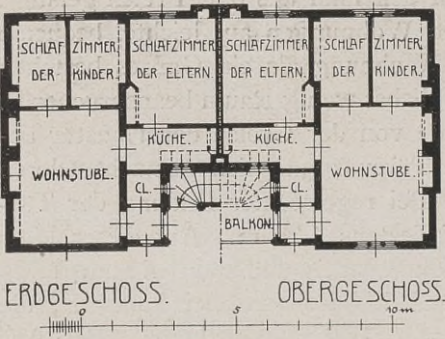 SCHLAF ZIMMER SCHLAFZIMMER SCHLAFZIMMER SCHLAF ZIMMER
DER KINDER. DER ELTERN. DER ELTERN. DER KINDER.
KÜCHE. KÜCHE.
WOHNSTUBE. CL. CL. WOHNSTUBE.
BALKON
ERDGESCHOSS. OBERGESCHOSS.
0 5 10 m